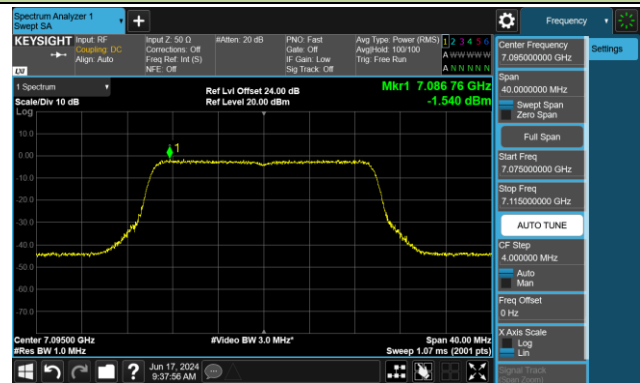 Spectrum Analyzer 1
Swept SA
Frequency
KEYSIGHT
Input: RF
Coupling: DC
Align: Auto
Input Z: 50 Ω
Corrections: Off
Freq Ref: Int (S)
NFE: Off
#Atten: 20 dB
PNO: Fast
Gate: Off
IF Gain: Low
Sig Track: Off
Avg Type: Power (RMS)
Avg|Hold: 100/100
Trig: Free Run
1 2 3 4 5 6
A W W W W W
A N N N N N
LXI
1 Spectrum
Scale/Div 10 dB
Log
Ref Lvl Offset 24.00 dB
Ref Level 20.00 dBm
Mkr1 7.086 76 GHz
-1.540 dBm
1
10.0
0.00
-10.0
-20.0
-30.0
-40.0
-50.0
-60.0
-70.0
Center 7.09500 GHz
#Res BW 1.0 MHz
#Video BW 3.0 MHz*
Span 40.00 MHz
Sweep 1.07 ms (2001 pts)
Center Frequency
7.095000000 GHz
Settings
Span
40.0000000 MHz
Swept Span
Zero Span
Full Span
Start Freq
7.075000000 GHz
Stop Freq
7.115000000 GHz
AUTO TUNE
CF Step
4.000000 MHz
Auto
Man
Freq Offset
0 Hz
X Axis Scale
Log
Lin
Signal Track
(Span Zoom)
?
Jun 17, 2024
9:37:56 AM